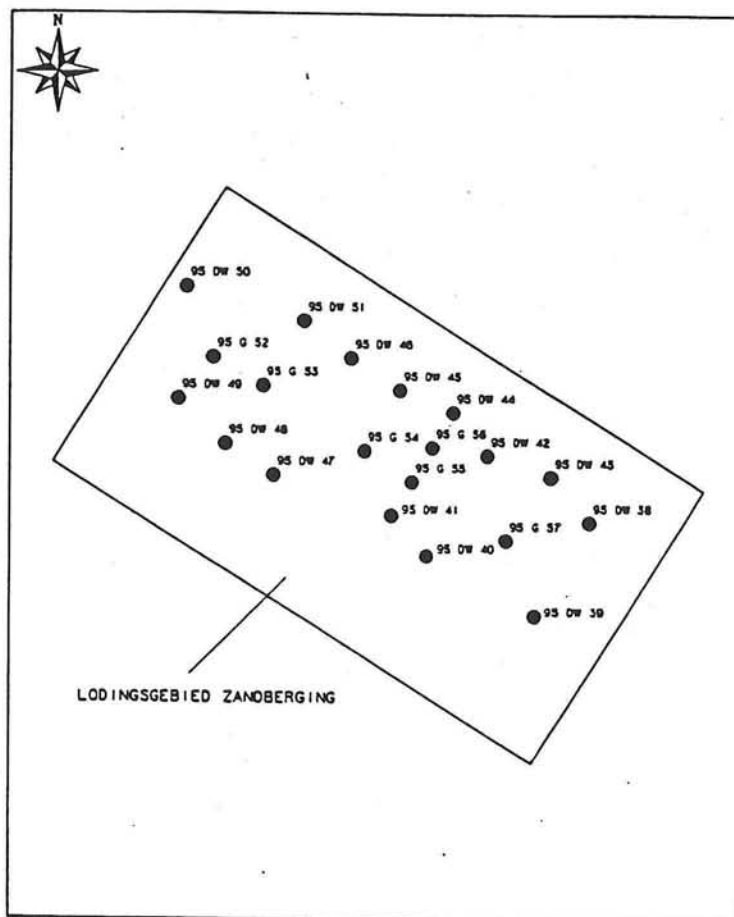 N
95 DW 50
95 DW 51
95 G 52
95 DW 46
95 G 53
95 DW 49
95 DW 45
95 DW 44
95 DW 48
95 G 54
95 G 56
95 DW 42
95 DW 47
95 G 55
95 DW 43
95 DW 41
95 DW 38
95 G 57
95 DW 40
95 DW 39
LODINGSGEBIED ZANDBERGING